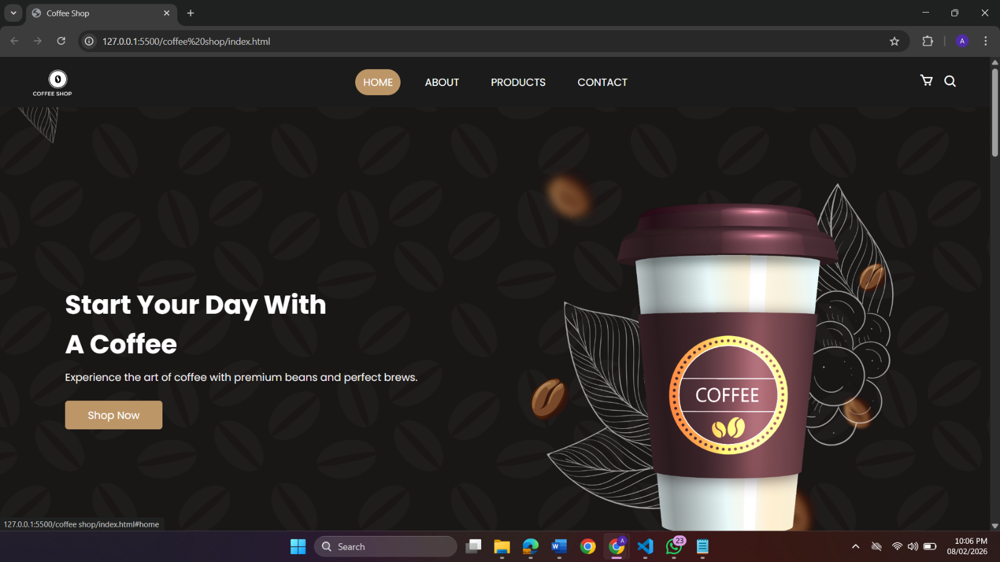 Coffee Shop
127.0.0.1:5500/coffee%20shop/index.html
A
COFFEE SHOP
HOME
ABOUT
PRODUCTS
CONTACT
Start Your Day With
A Coffee
Experience the art of coffee with premium beans and perfect brews.
Shop Now
COFFEE
127.0.0.1:5500/coffee shop/index.html#home
Search
W
A
23
10:06 PM
08/02/2026